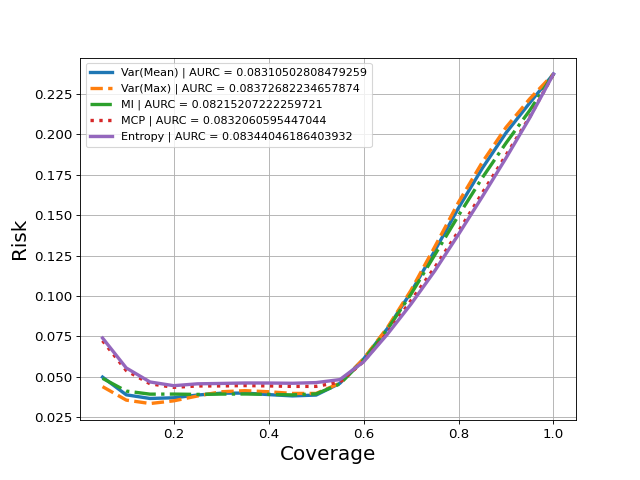 Var(Mean) | AURC = 0.08310502808479259
Var(Max) | AURC = 0.08372682234657874
MI | AURC = 0.08215207222259721
MCP | AURC = 0.0832060595447044
Entropy | AURC = 0.08344046186403932
0.225
0.200
0.175
0.150
0.125
0.100
0.075
0.050
0.025
Risk
0.2 0.4 0.6 0.8 1.0
Coverage